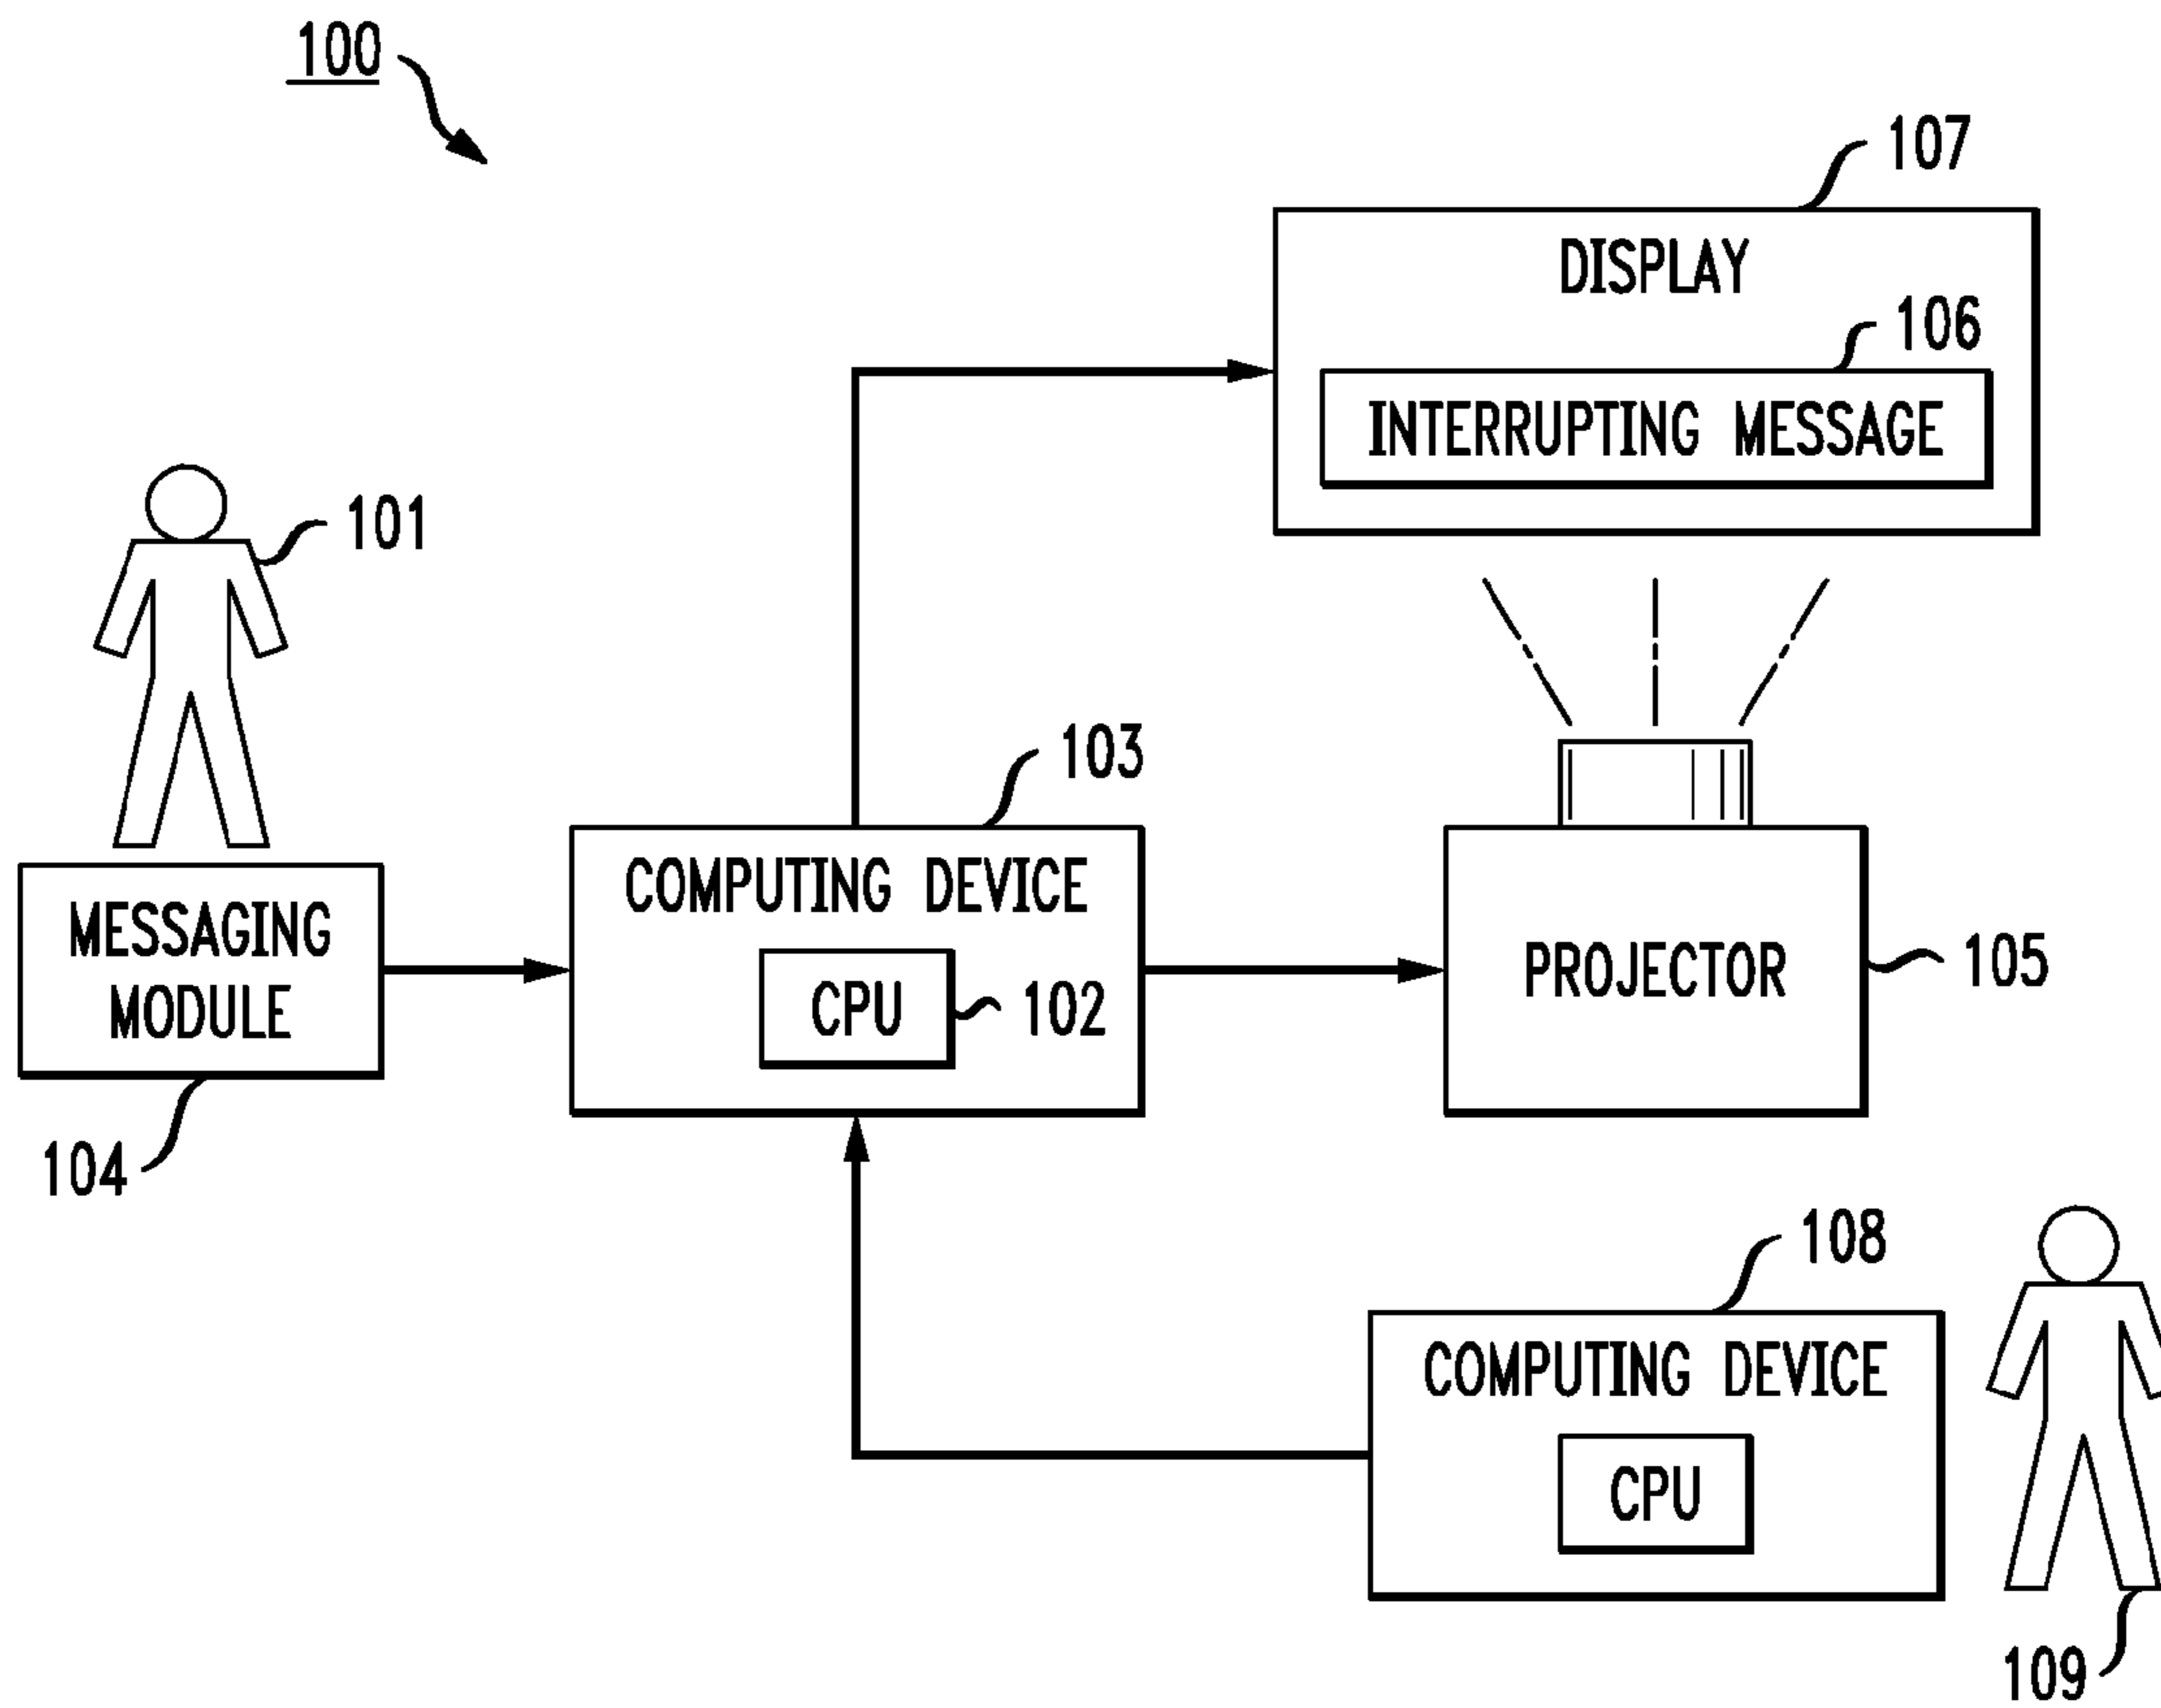 100
107
DISPLAY
106
INTERRUPTING MESSAGE
101
103
COMPUTING DEVICE
CPU
102
MESSAGING
MODULE
104
PROJECTOR
105
108
COMPUTING DEVICE
CPU
109